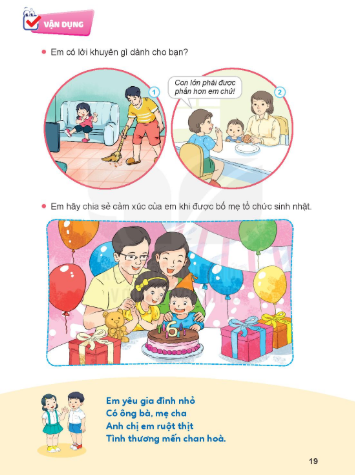 VẬN DỤNG
Em có lời khuyên gì dành cho bạn?
1
Con lớn phải được
phần hơn em chứ!
2
Em hãy chia sẻ cảm xúc của em khi được bố mẹ tổ chức sinh nhật.
6
Em yêu gia đình nhỏ
Có ông bà, mẹ cha
Anh chị em ruột thịt
Tình thương mến chan hoà.
19